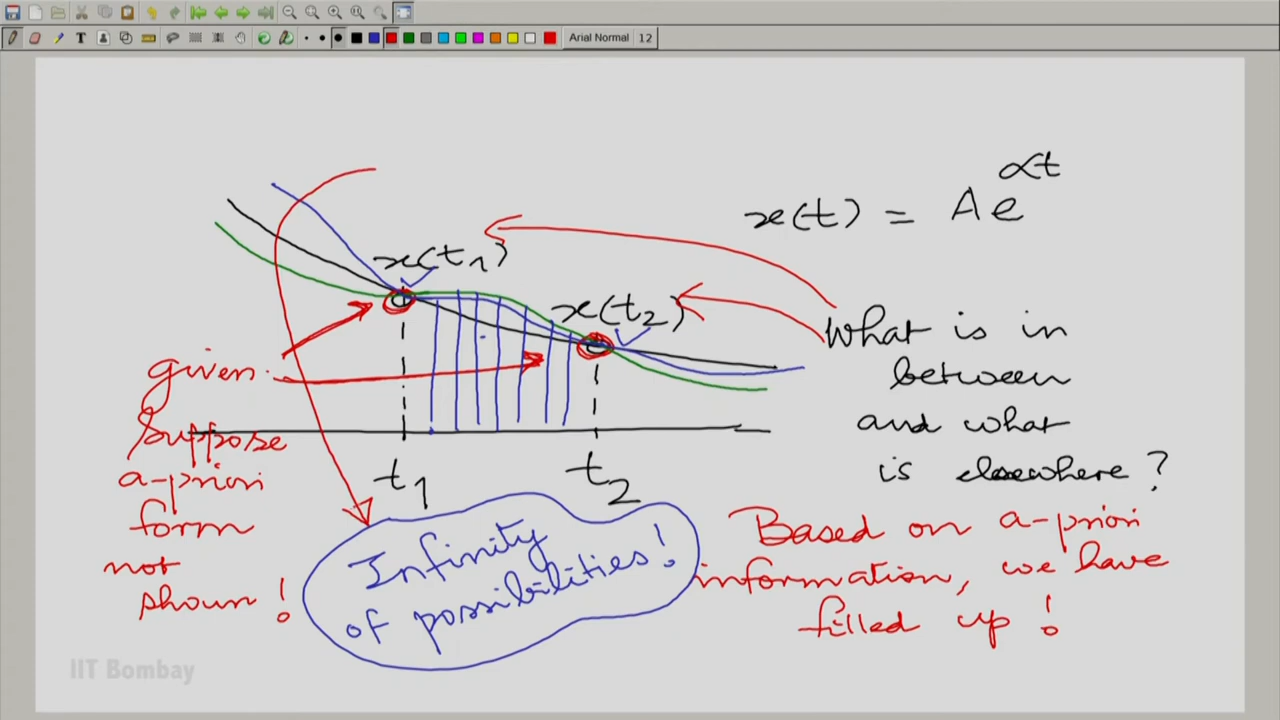 Arial Normal 12
x(t) = Ae^αt
x(t1)
x(t2)
What is in
between
and what
is elsewhere?
given
Suppose
a-priori
form
not
shown!
t1
t2
Infinity
of possibilities!
Based on a-priori
information, we have
filled up!
IIT Bombay